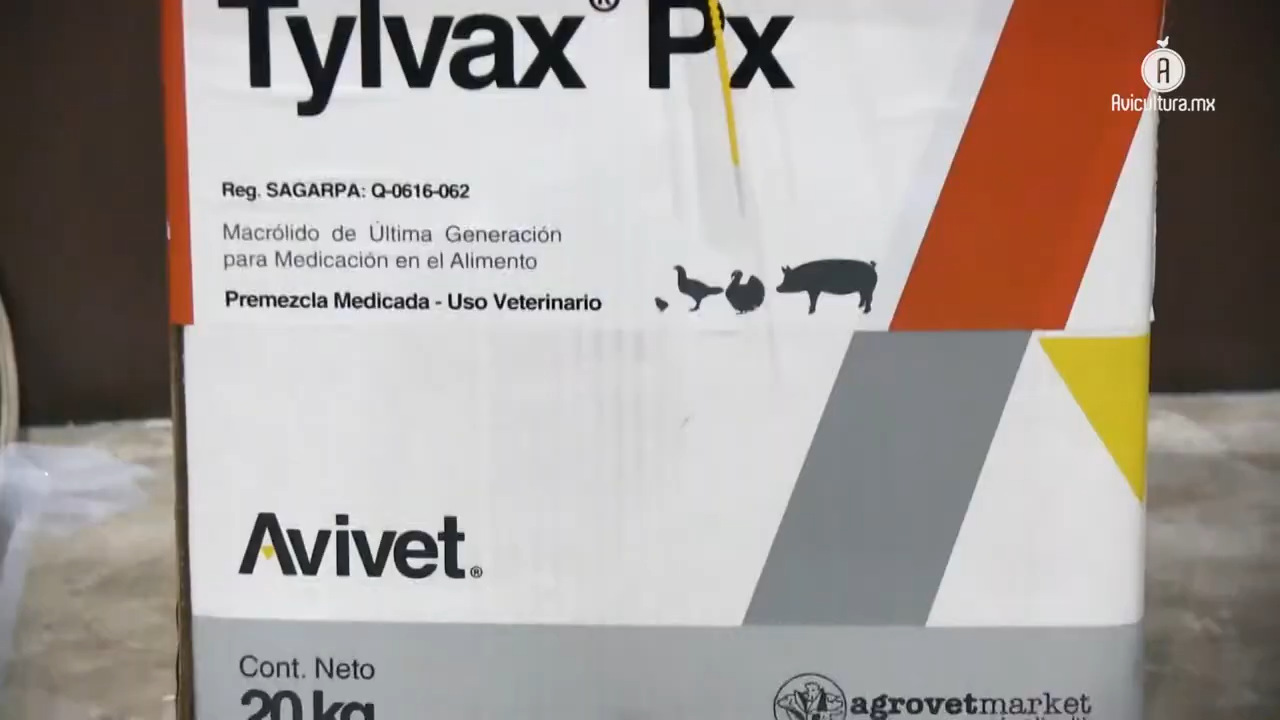 Tylvax® Px
A
Avicultura.mx
Reg. SAGARPA: Q-0616-062
Macrólido de Última Generación
para Medicación en el Alimento
Premezcla Medicada - Uso Veterinario
Avivet®
Cont. Neto
20 kg
agrovetmarket